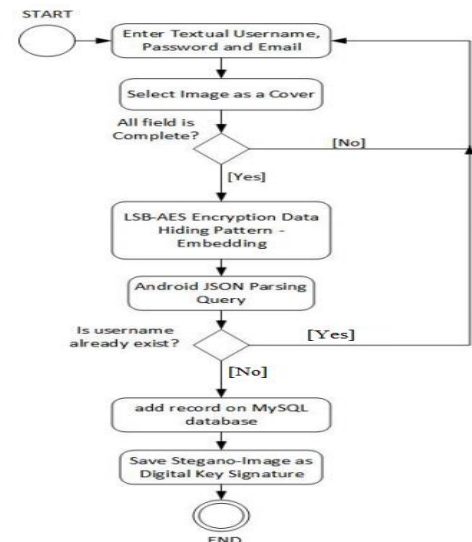 START
Enter Textual Username,
Password and Email
Select Image as a Cover
All field is
Complete?
[No]
[Yes]
LSB-AES Encryption Data
Hiding Pattern -
Embedding
Android JSON Parsing
Query
Is username
already exist?
[Yes]
[No]
add record on MySQL
database
Save Stegano-Image as
Digital Key Signature
END